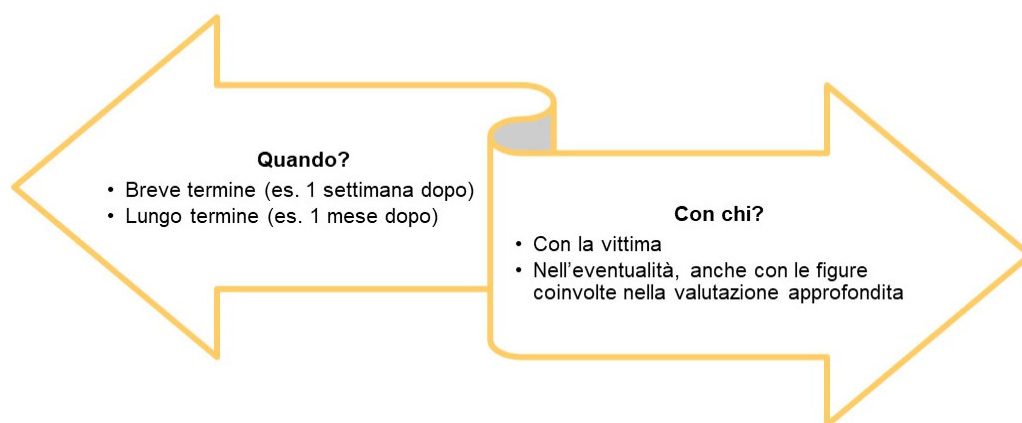 Quando?
• Breve termine (es. 1 settimana dopo)
• Lungo termine (es. 1 mese dopo)
Con chi?
• Con la vittima
• Nell’eventualità, anche con le figure
coinvolte nella valutazione approfondita